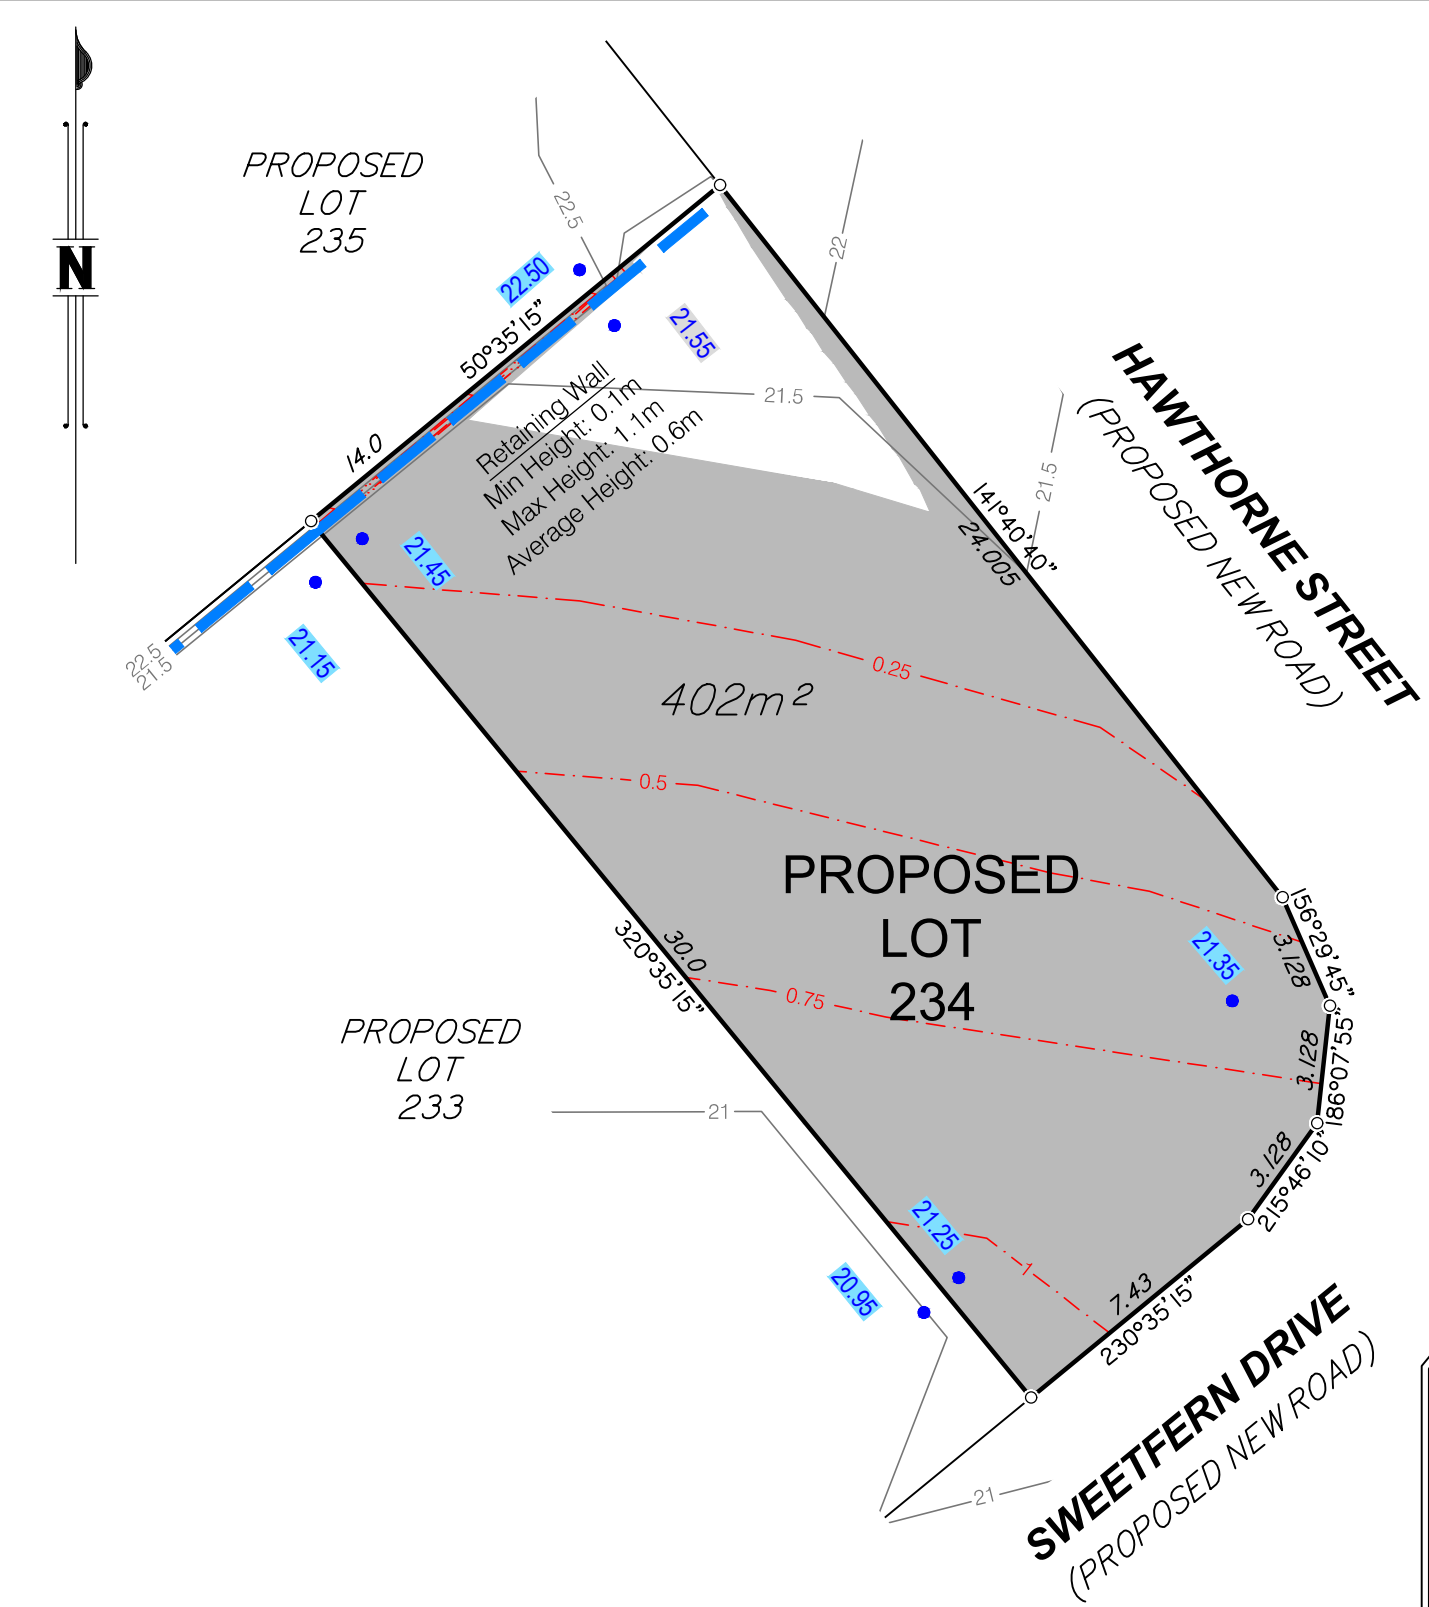 N
PROPOSED
LOT
235
22.5
22
22.50
50°35'15"
21.55
14.0
21.5
Retaining Wall
Min Height: 0.1m
Max Height: 1.1m
Average Height: 0.6m
HAWTHORNE STREET
(PROPOSED NEW ROAD)
21.5
141°40'40"
24.005
21.45
21.15
22.5
21.5
0.25
402m²
0.5
PROPOSED
LOT
234
156°29'45"
3.128
21.35
30.0
320°35'15"
0.75
3.128
186°07'55"
PROPOSED
LOT
233
21
3.128
215°46'10"
21.25
20.95
1
7.43
230°35'15"
SWEETFERN DRIVE
(PROPOSED NEW ROAD)
21